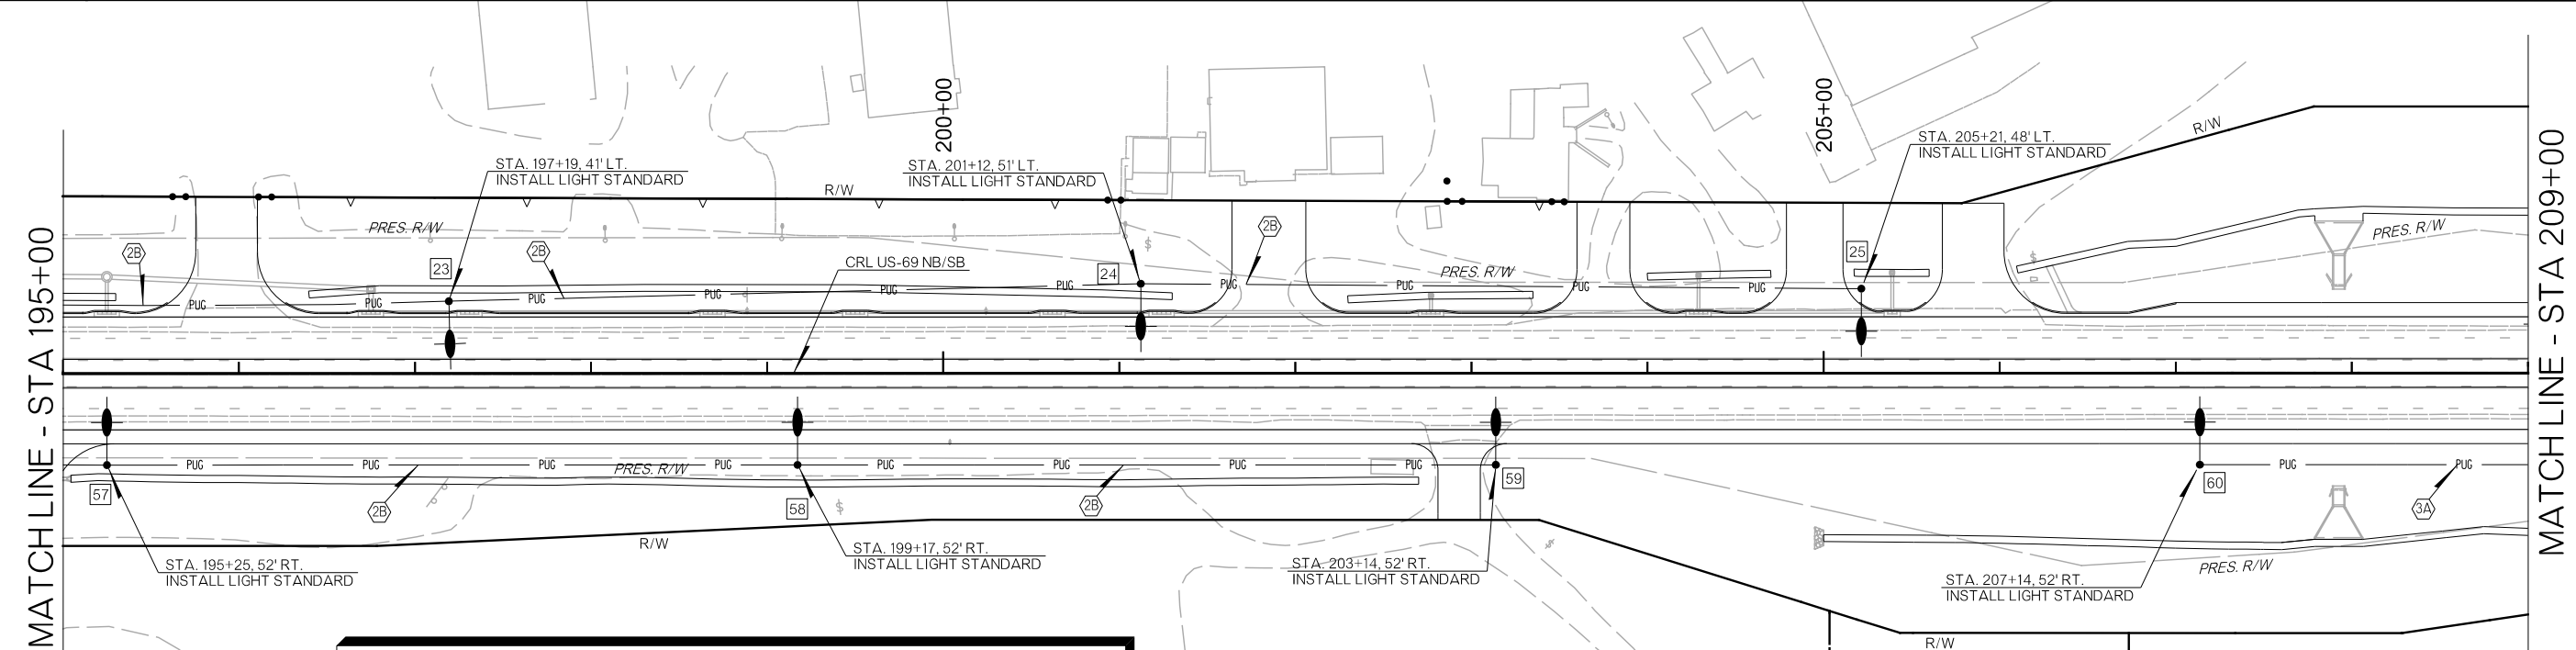 MATCH LINE - STA 195+00
200+00
205+00
MATCH LINE - STA 209+00
STA. 197+19, 41' LT.
INSTALL LIGHT STANDARD
STA. 201+12, 51' LT.
INSTALL LIGHT STANDARD
STA. 205+21, 48' LT.
INSTALL LIGHT STANDARD
R/W
R/W
PRES. R/W
PRES. R/W
PRES. R/W
2B
2B
2B
23
24
25
CRL US-69 NB/SB
PUG PUG PUG PUG PUG PUG PUG PUG PUG PUG
PUG PUG PUG PUG PUG PUG PUG PUG PUG PUG
PRES. R/W
57
58
59
60
2B
2B
3A
R/W
STA. 195+25, 52' RT.
INSTALL LIGHT STANDARD
STA. 199+17, 52' RT.
INSTALL LIGHT STANDARD
STA. 203+14, 52' RT.
INSTALL LIGHT STANDARD
STA. 207+14, 52' RT.
INSTALL LIGHT STANDARD
PRES. R/W
R/W